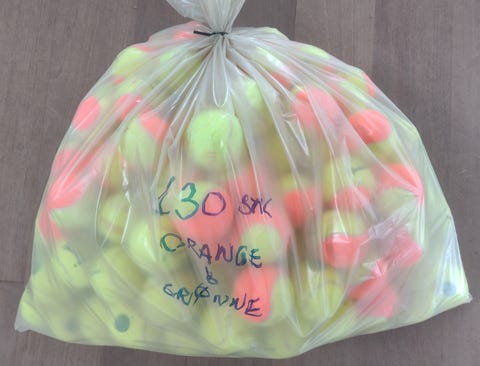 130 STK
ORANGE
&
GRØNNE